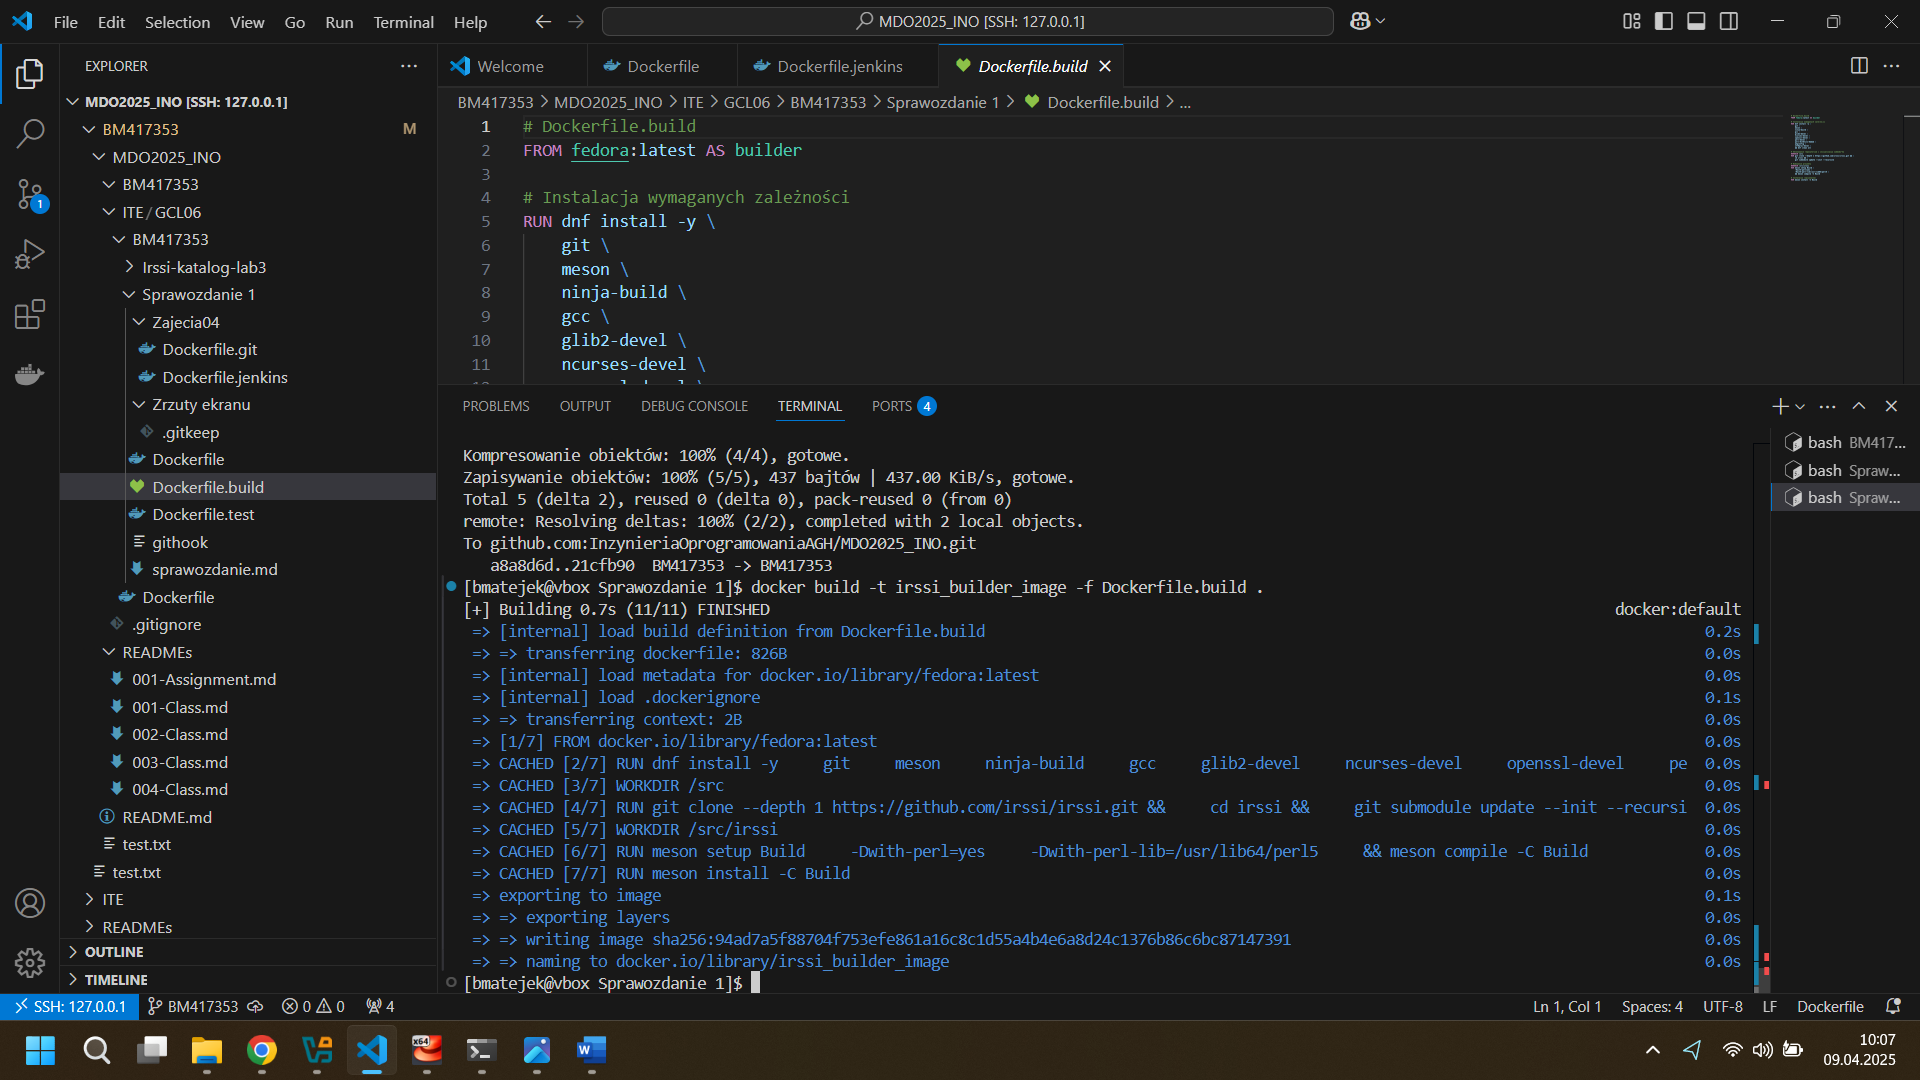 File Edit Selection View Go Run Terminal Help
MDO2025_INO [SSH: 127.0.0.1]
EXPLORER
MDO2025_INO [SSH: 127.0.0.1]
BM417353 M
MDO2025_INO
BM417353
ITE / GCL06
BM417353
Irssi-katalog-lab3
Sprawozdanie 1
Zajecia04
Dockerfile.git
Dockerfile.jenkins
Zrzuty ekranu
.gitkeep
Dockerfile
Dockerfile.build
Dockerfile.test
githook
sprawozdanie.md
Dockerfile
.gitignore
READMEs
001-Assignment.md
001-Class.md
002-Class.md
003-Class.md
004-Class.md
README.md
test.txt
test.txt
ITE
READMEs
OUTLINE
TIMELINE
1
Welcome Dockerfile Dockerfile.jenkins Dockerfile.build
BM417353 > MDO2025_INO > ITE > GCL06 > BM417353 > Sprawozdanie 1 > Dockerfile.build > ...
1 # Dockerfile.build
2 FROM fedora:latest AS builder
3
4 # Instalacja wymaganych zależności
5 RUN dnf install -y \
6 git \
7 meson \
8 ninja-build \
9 gcc \
10 glib2-devel \
11 ncurses-devel \
PROBLEMS OUTPUT DEBUG CONSOLE TERMINAL PORTS 4
Kompresowanie obiektów: 100% (4/4), gotowe.
Zapisywanie obiektów: 100% (5/5), 437 bajtów | 437.00 KiB/s, gotowe.
Total 5 (delta 2), reused 0 (delta 0), pack-reused 0 (from 0)
remote: Resolving deltas: 100% (2/2), completed with 2 local objects.
To github.com:InzynieriaOprogramowaniaAGH/MDO2025_INO.git
a8a8d6d..21cfb90 BM417353 -> BM417353
[bmatejek@vbox Sprawozdanie 1]$ docker build -t irssi_builder_image -f Dockerfile.build .
[+] Building 0.7s (11/11) FINISHED docker:default
=> [internal] load build definition from Dockerfile.build 0.2s
=> => transferring dockerfile: 826B 0.0s
=> [internal] load metadata for docker.io/library/fedora:latest 0.0s
=> [internal] load .dockerignore 0.1s
=> => transferring context: 2B 0.0s
=> [1/7] FROM docker.io/library/fedora:latest 0.0s
=> CACHED [2/7] RUN dnf install -y git meson ninja-build gcc glib2-devel ncurses-devel openssl-devel pe 0.0s
=> CACHED [3/7] WORKDIR /src 0.0s
=> CACHED [4/7] RUN git clone --depth 1 https://github.com/irssi/irssi.git && cd irssi && git submodule update --init --recursi 0.0s
=> CACHED [5/7] WORKDIR /src/irssi 0.0s
=> CACHED [6/7] RUN meson setup Build -Dwith-perl=yes -Dwith-perl-lib=/usr/lib64/perl5 && meson compile -C Build 0.0s
=> CACHED [7/7] RUN meson install -C Build 0.0s
=> exporting to image 0.1s
=> => exporting layers 0.0s
=> => writing image sha256:94ad7a5f88704f753efe861a16c8c1d55a4b4e6a8d24c1376b86c6bc87147391 0.0s
=> => naming to docker.io/library/irssi_builder_image 0.0s
[bmatejek@vbox Sprawozdanie 1]$
bash BM417...
bash Spraw...
bash Spraw...
SSH: 127.0.0.1 BM417353 0 0 4 Ln 1, Col 1 Spaces: 4 UTF-8 LF Dockerfile
x64
10:07
09.04.2025